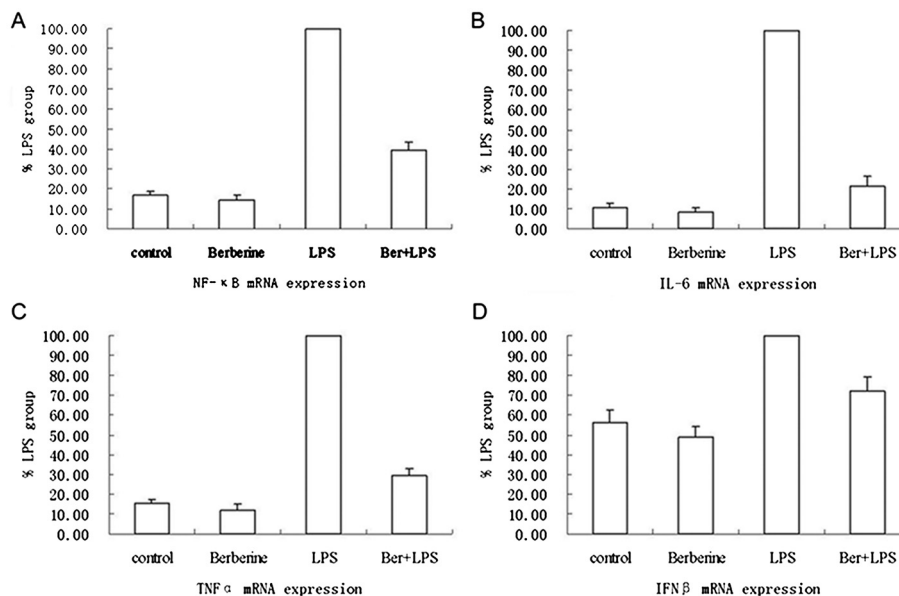 A
% LPS group
100.00
90.00
80.00
70.00
60.00
50.00
40.00
30.00
20.00
10.00
0.00
control Berberine LPS Ber+LPS
NF-κB mRNA expression
B
% LPS group
100.00
90.00
80.00
70.00
60.00
50.00
40.00
30.00
20.00
10.00
0.00
control Berberine LPS Ber+LPS
IL-6 mRNA expression
C
% LPS group
100.00
90.00
80.00
70.00
60.00
50.00
40.00
30.00
20.00
10.00
0.00
control Berberine LPS Ber+LPS
TNFα mRNA expression
D
% LPS group
100.00
90.00
80.00
70.00
60.00
50.00
40.00
30.00
20.00
10.00
0.00
control Berberine LPS Ber+LPS
IFNβ mRNA expression